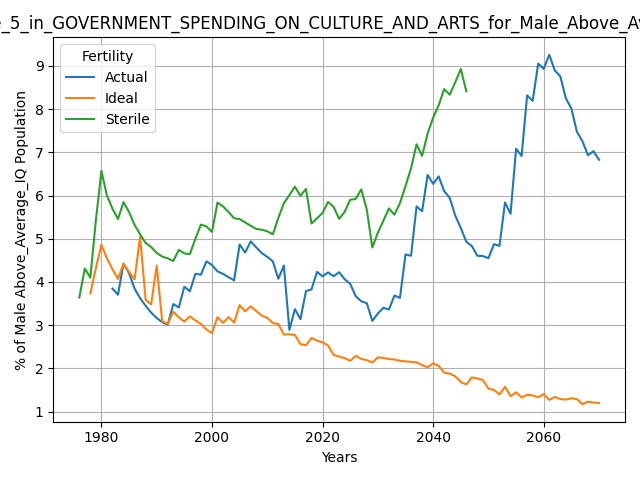 _5_in_GOVERNMENT_SPENDING_ON_CULTURE_AND_ARTS_for_Male_Above_A
Fertility
Actual
Ideal
Sterile
% of Male Above_Average_IQ Population
9
8
7
6
5
4
3
2
1
1980
2000
2020
2040
2060
Years